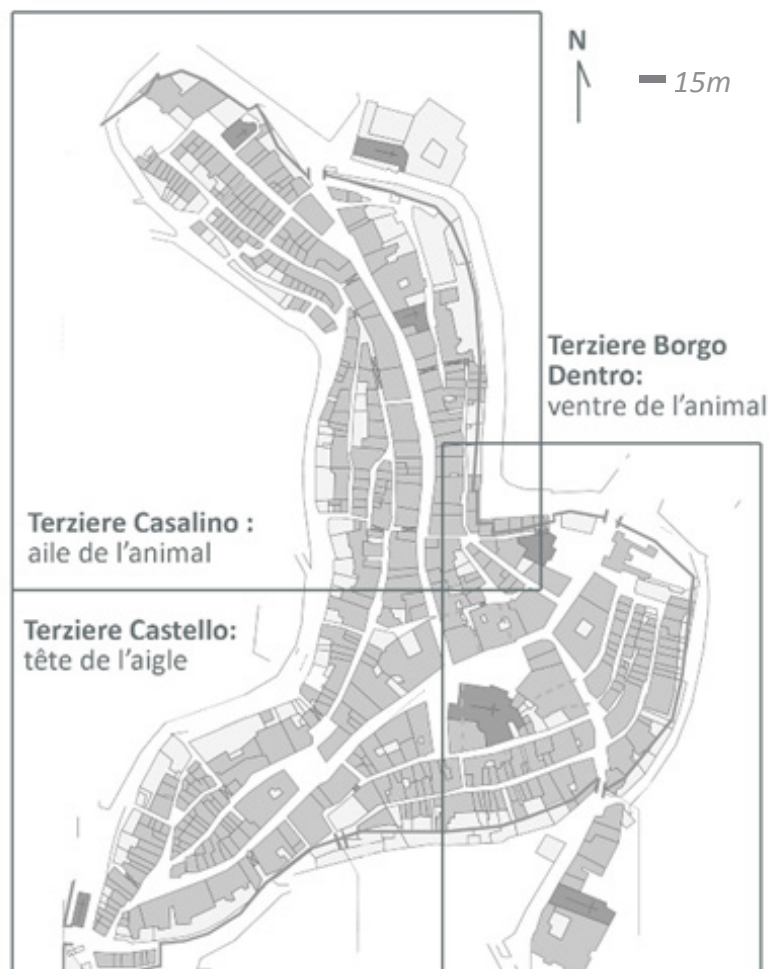 N
15m
Terziere Borgo
Dentro:
ventre de l’animal
Terziere Casalino :
aile de l’animal
Terziere Castello:
tête de l’aigle